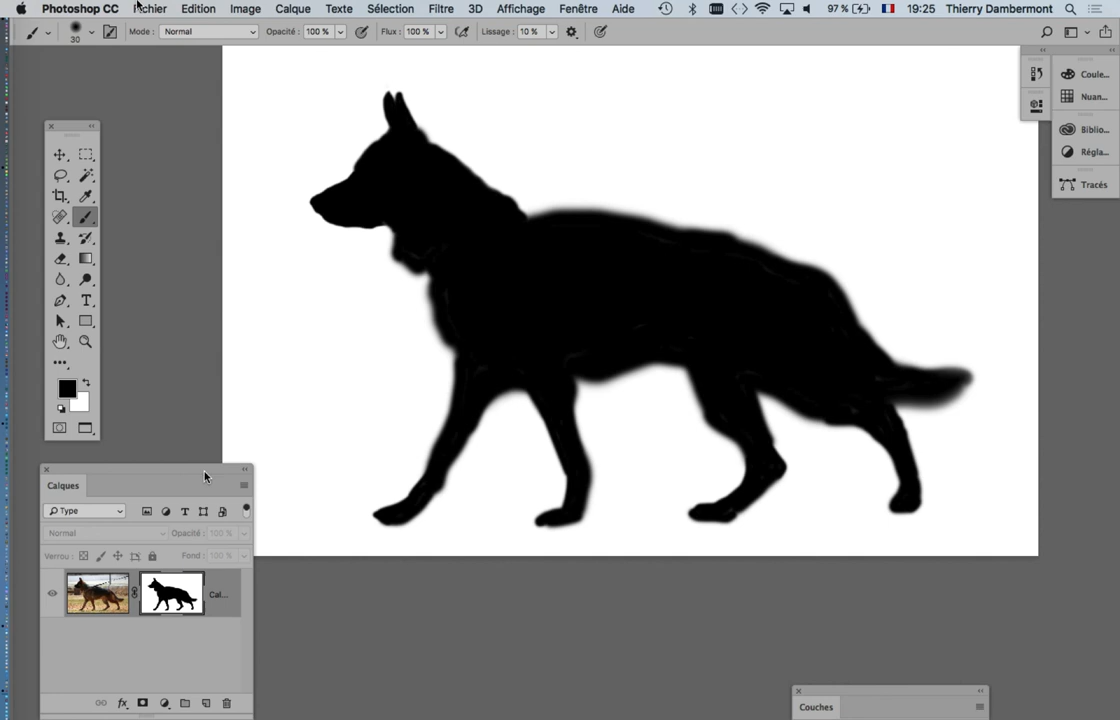 Photoshop CC Fichier Edition Image Calque Texte Sélection Filtre 3D Affichage Fenêtre Aide 97 % 19:25 Thierry Dambermont
30 Mode : Normal Opacité : 100 % Flux : 100 % Lissage : 10 %
Coule...
Nuan...
Biblio...
Régla...
Tracés
Calques
Type
Normal Opacité : 100 %
Verrou : Fond : 100 %
Cal...
fx
Couches